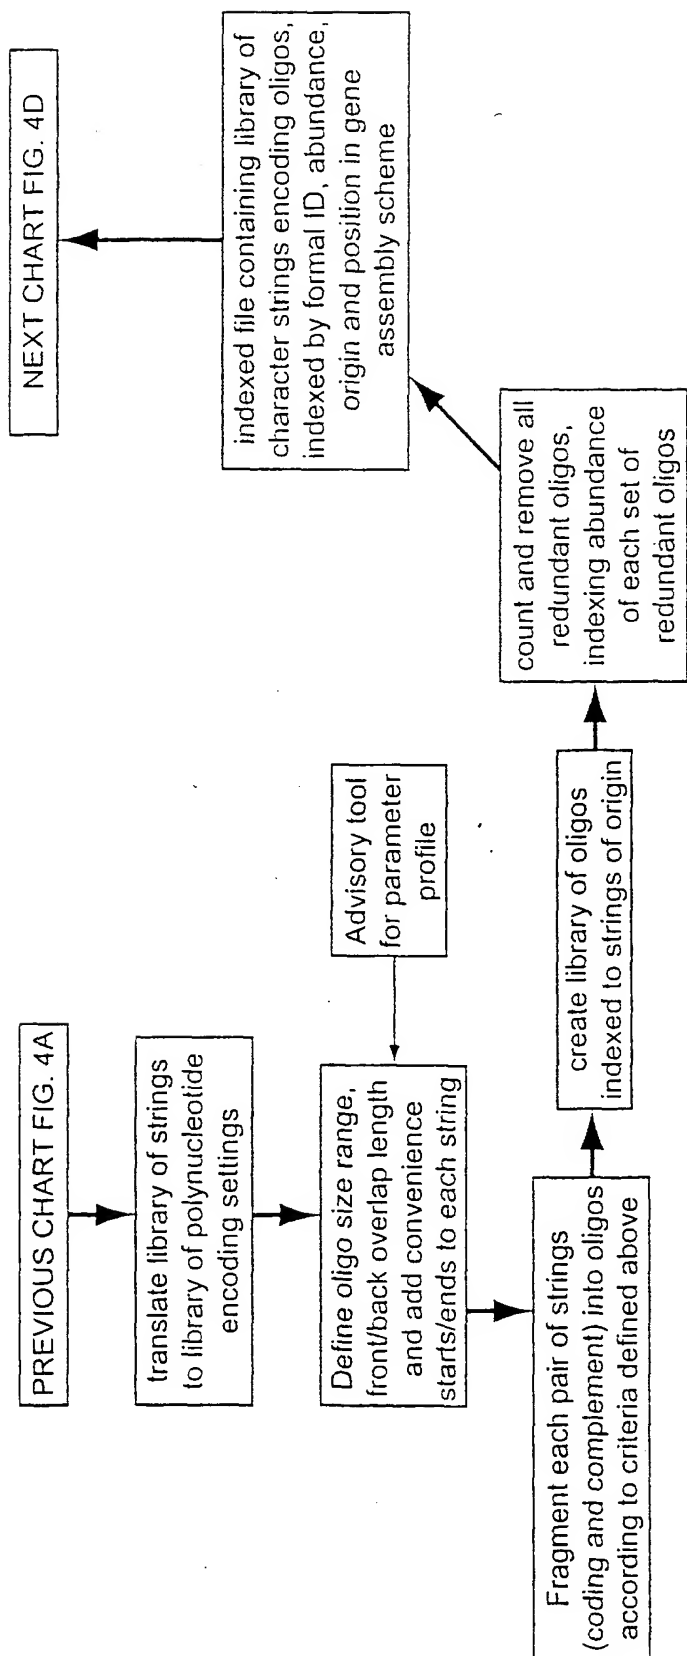 PREVIOUS CHART FIG. 4A
translate library of strings
to library of polynucleotide
encoding settings
Define oligo size range,
front/back overlap length
and add convenience
starts/ends to each string
Advisory tool
for parameter
profile
Fragment each pair of strings
(coding and complement) into oligos
according to criteria defined above
create library of oligos
indexed to strings of origin
count and remove all
redundant oligos,
indexing abundance
of each set of
redundant oligos
indexed file containing library of
character strings encoding oligos,
indexed by formal ID, abundance,
origin and position in gene
assembly scheme
NEXT CHART FIG. 4D